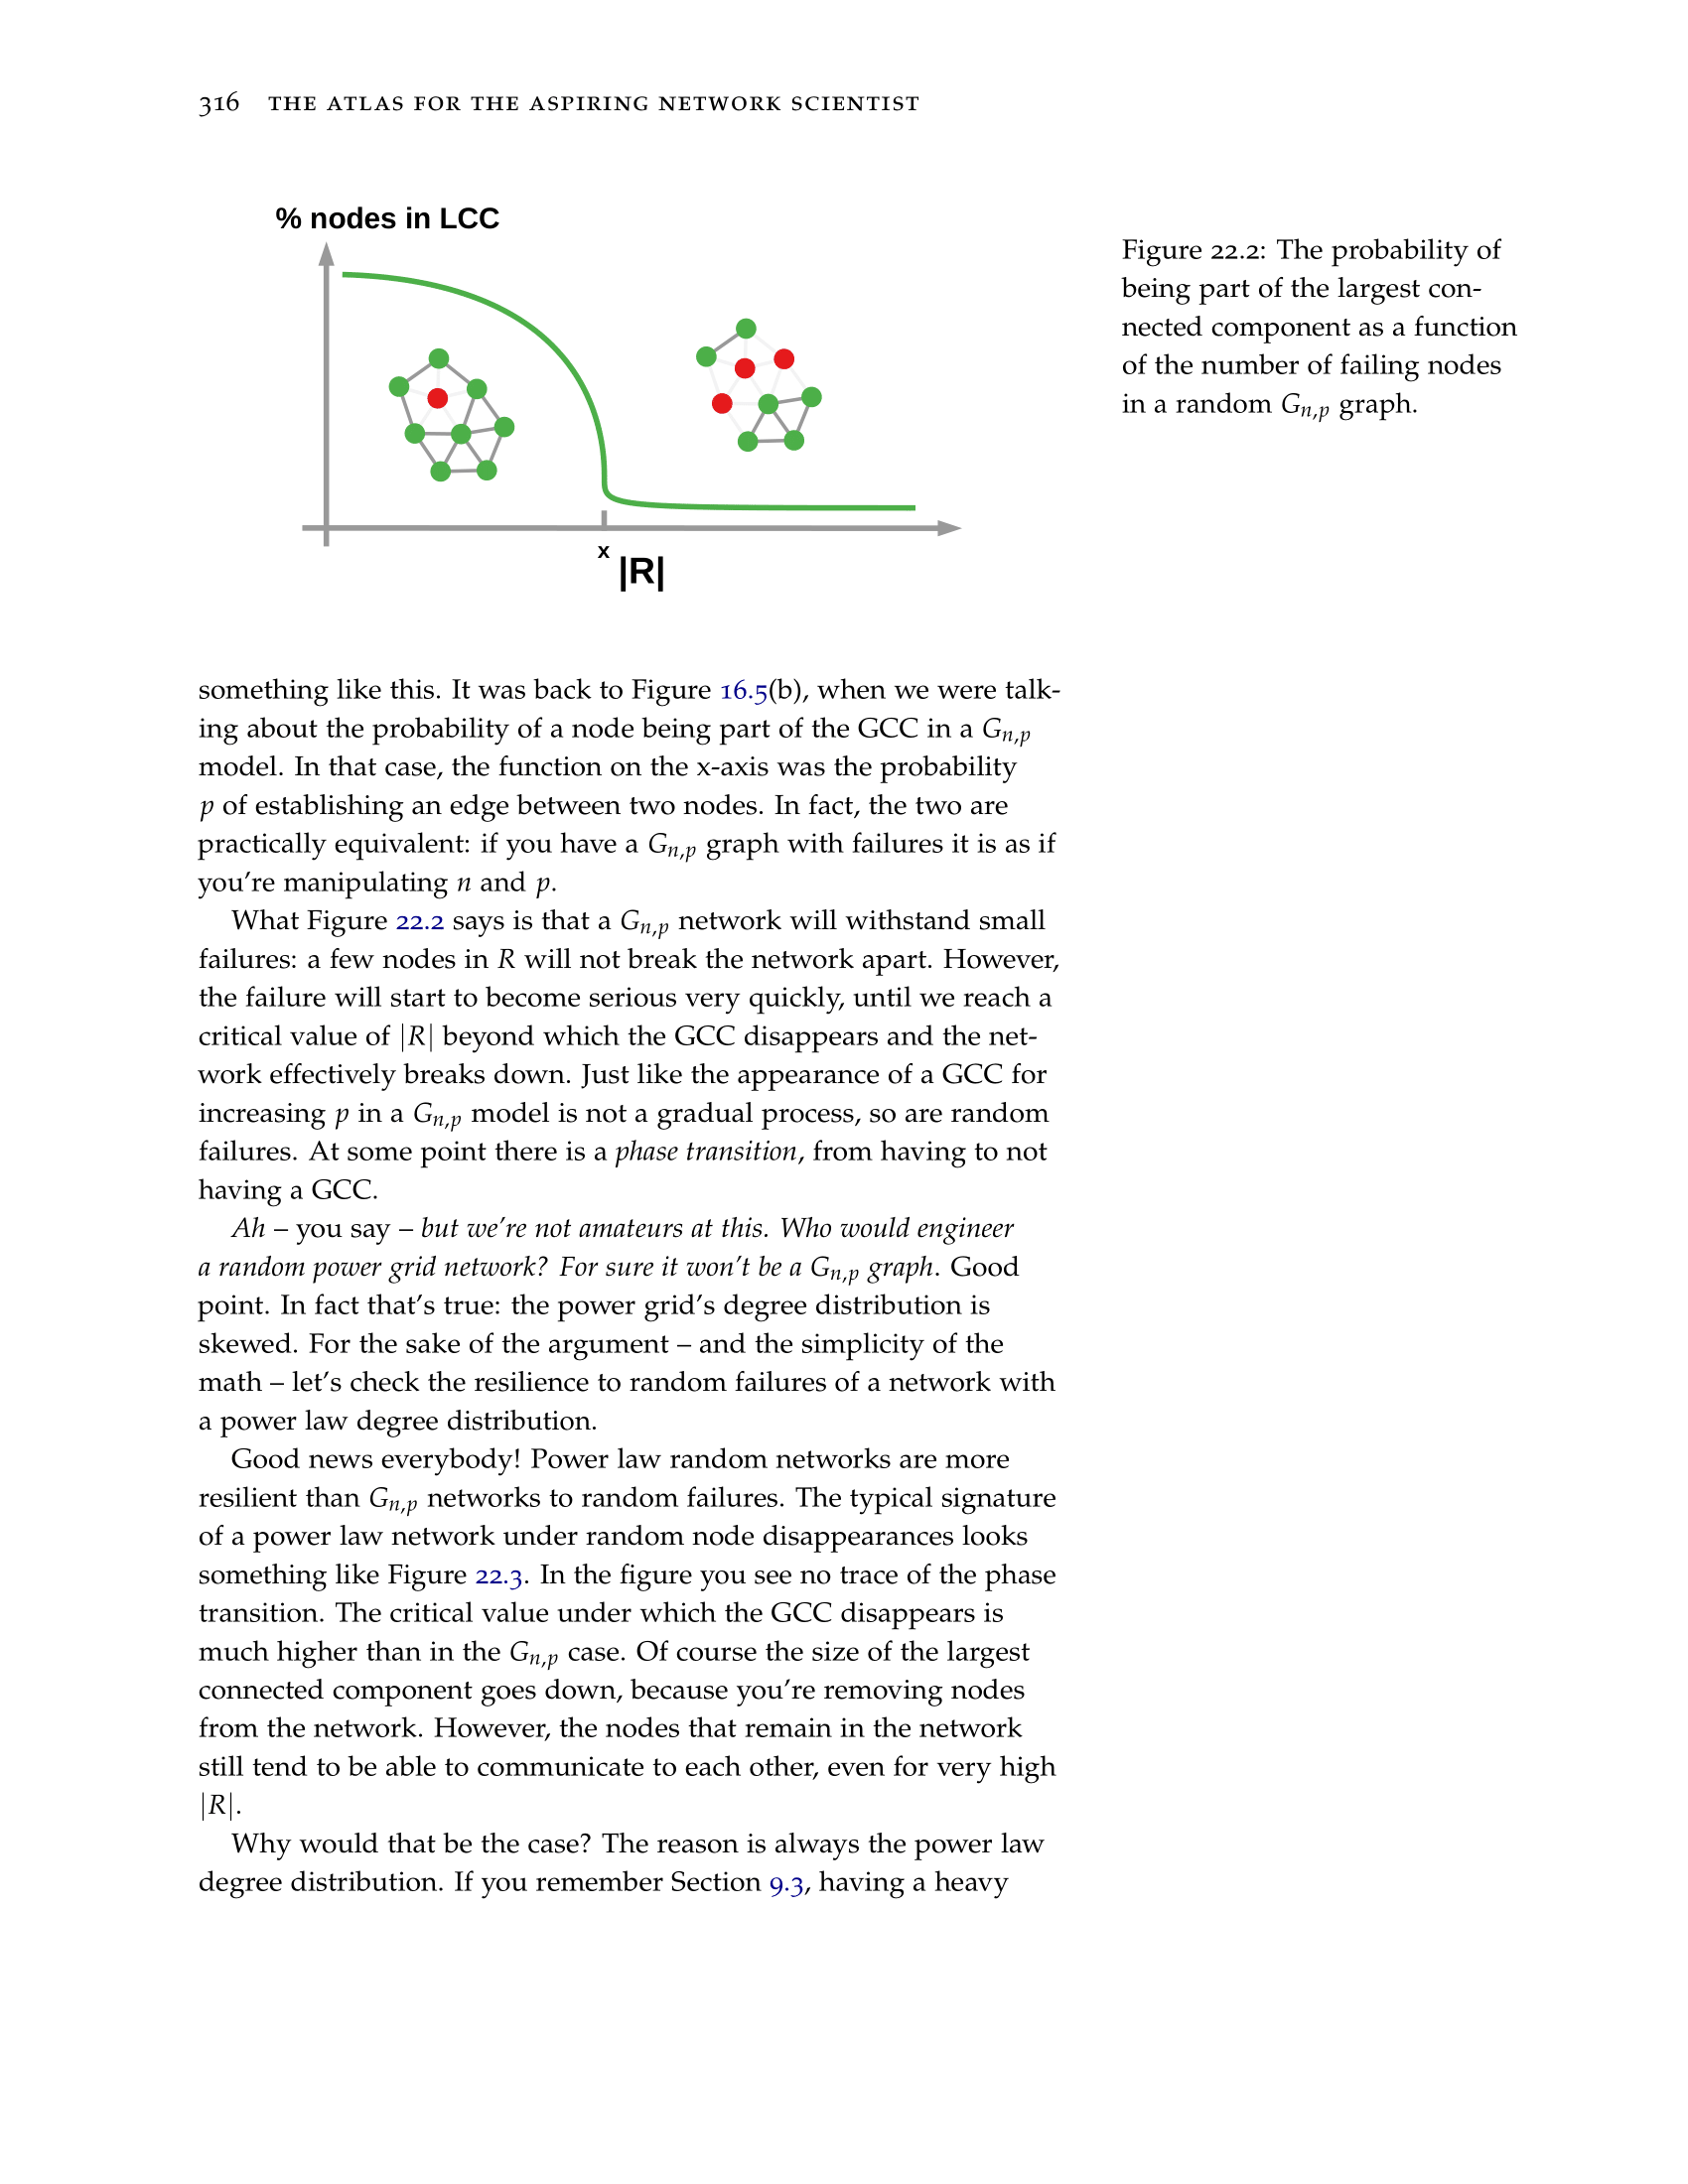 316 THE ATLAS FOR THE ASPIRING NETWORK SCIENTIST
% nodes in LCC
x
|R|
Figure 22.2: The probability of
being part of the largest con-
nected component as a function
of the number of failing nodes
in a random Gn,p graph.
something like this. It was back to Figure 16.5(b), when we were talk-
ing about the probability of a node being part of the GCC in a Gn,p
model. In that case, the function on the x-axis was the probability
p of establishing an edge between two nodes. In fact, the two are
practically equivalent: if you have a Gn,p graph with failures it is as if
you're manipulating n and p.
What Figure 22.2 says is that a Gn,p network will withstand small
failures: a few nodes in R will not break the network apart. However,
the failure will start to become serious very quickly, until we reach a
critical value of |R| beyond which the GCC disappears and the net-
work effectively breaks down. Just like the appearance of a GCC for
increasing p in a Gn,p model is not a gradual process, so are random
failures. At some point there is a phase transition, from having to not
having a GCC.
Ah – you say – but we're not amateurs at this. Who would engineer
a random power grid network? For sure it won't be a Gn,p graph. Good
point. In fact that's true: the power grid's degree distribution is
skewed. For the sake of the argument – and the simplicity of the
math – let's check the resilience to random failures of a network with
a power law degree distribution.
Good news everybody! Power law random networks are more
resilient than Gn,p networks to random failures. The typical signature
of a power law network under random node disappearances looks
something like Figure 22.3. In the figure you see no trace of the phase
transition. The critical value under which the GCC disappears is
much higher than in the Gn,p case. Of course the size of the largest
connected component goes down, because you're removing nodes
from the network. However, the nodes that remain in the network
still tend to be able to communicate to each other, even for very high
|R|.
Why would that be the case? The reason is always the power law
degree distribution. If you remember Section 9.3, having a heavy